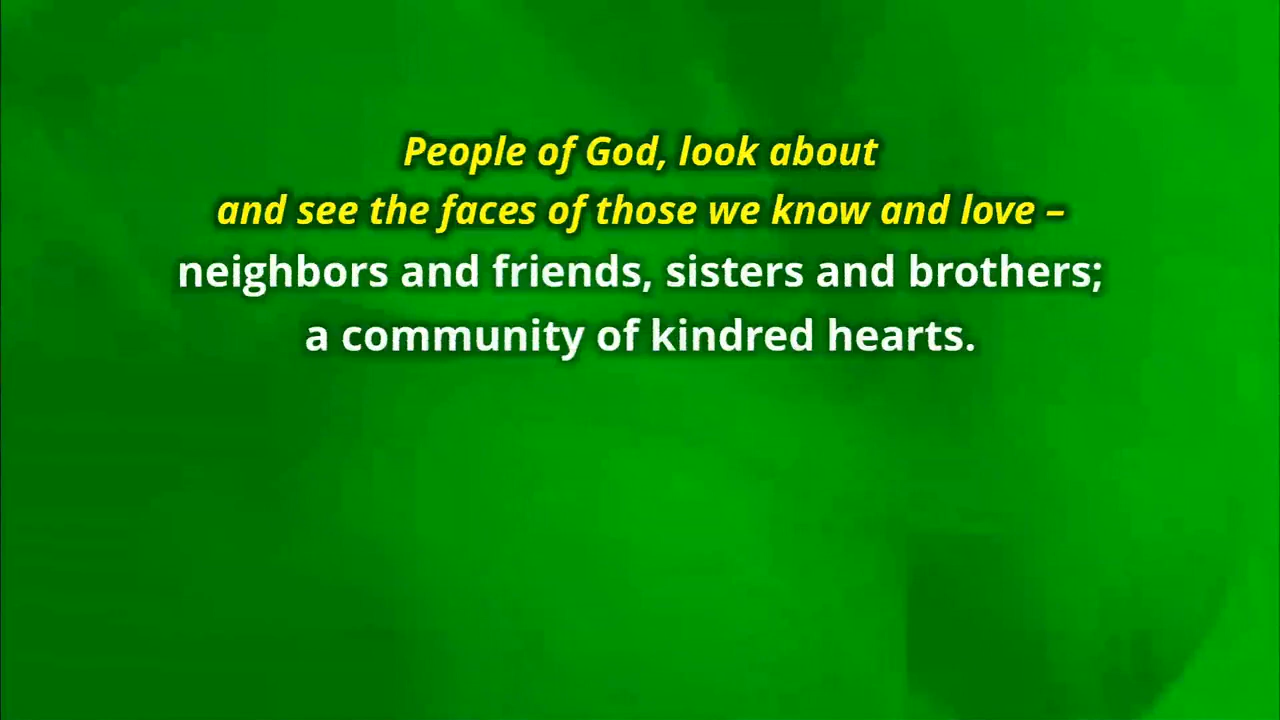 People of God, look about
and see the faces of those we know and love –
neighbors and friends, sisters and brothers;
a community of kindred hearts.